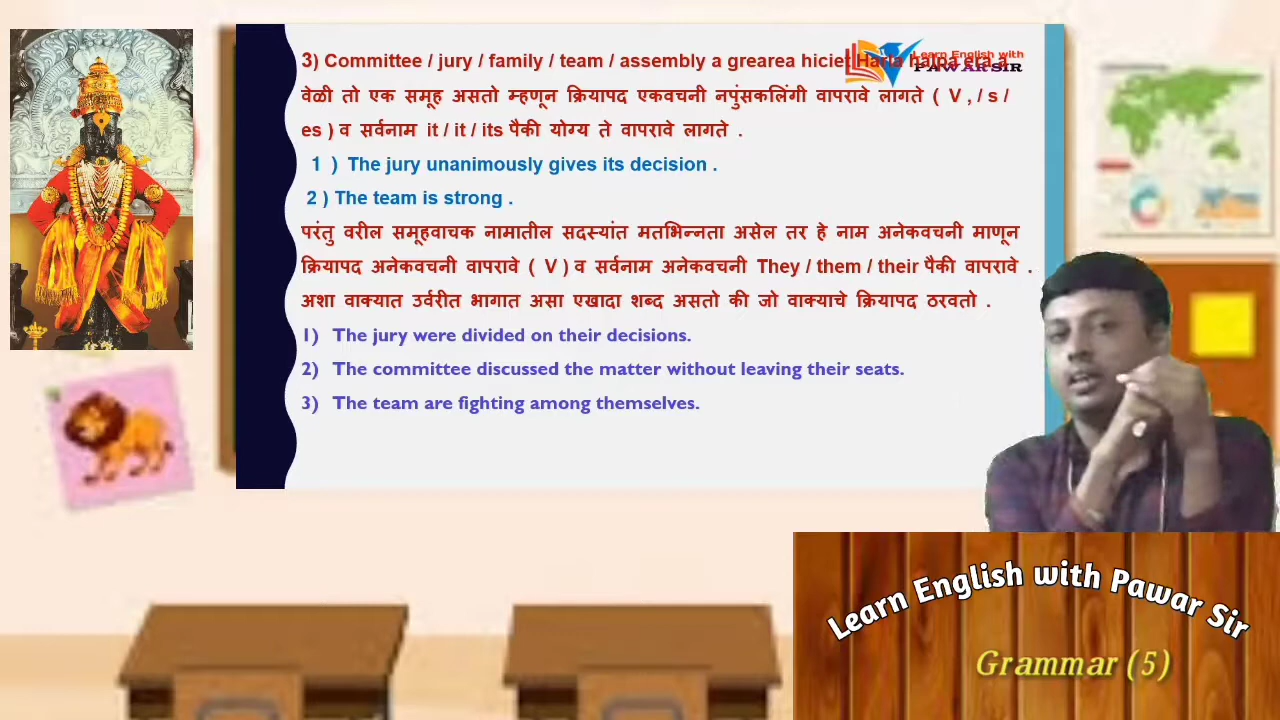 3) Committee / jury / family / team / assembly a grearea hiciet Harla halna era a
Learn English with
PAWAR SIR
वेळी तो एक समूह असतो म्हणून क्रियापद एकवचनी नपुंसकलिंगी वापरावे लागते ( V , / s /
es ) व सर्वनाम it / it / its पैकी योग्य ते वापरावे लागते .
1 ) The jury unanimously gives its decision .
2 ) The team is strong .
परंतु वरील समूहवाचक नामातील सदस्यांत मतभिन्नता असेल तर हे नाम अनेकवचनी माणून
क्रियापद अनेकवचनी वापरावे ( V ) व सर्वनाम अनेकवचनी They / them / their पैकी वापरावे .
अशा वाक्यात उर्वरीत भागात असा एखादा शब्द असतो की जो वाक्याचे क्रियापद ठरवतो .
1) The jury were divided on their decisions.
2) The committee discussed the matter without leaving their seats.
3) The team are fighting among themselves.
Learn English with Pawar Sir
Grammar (5)